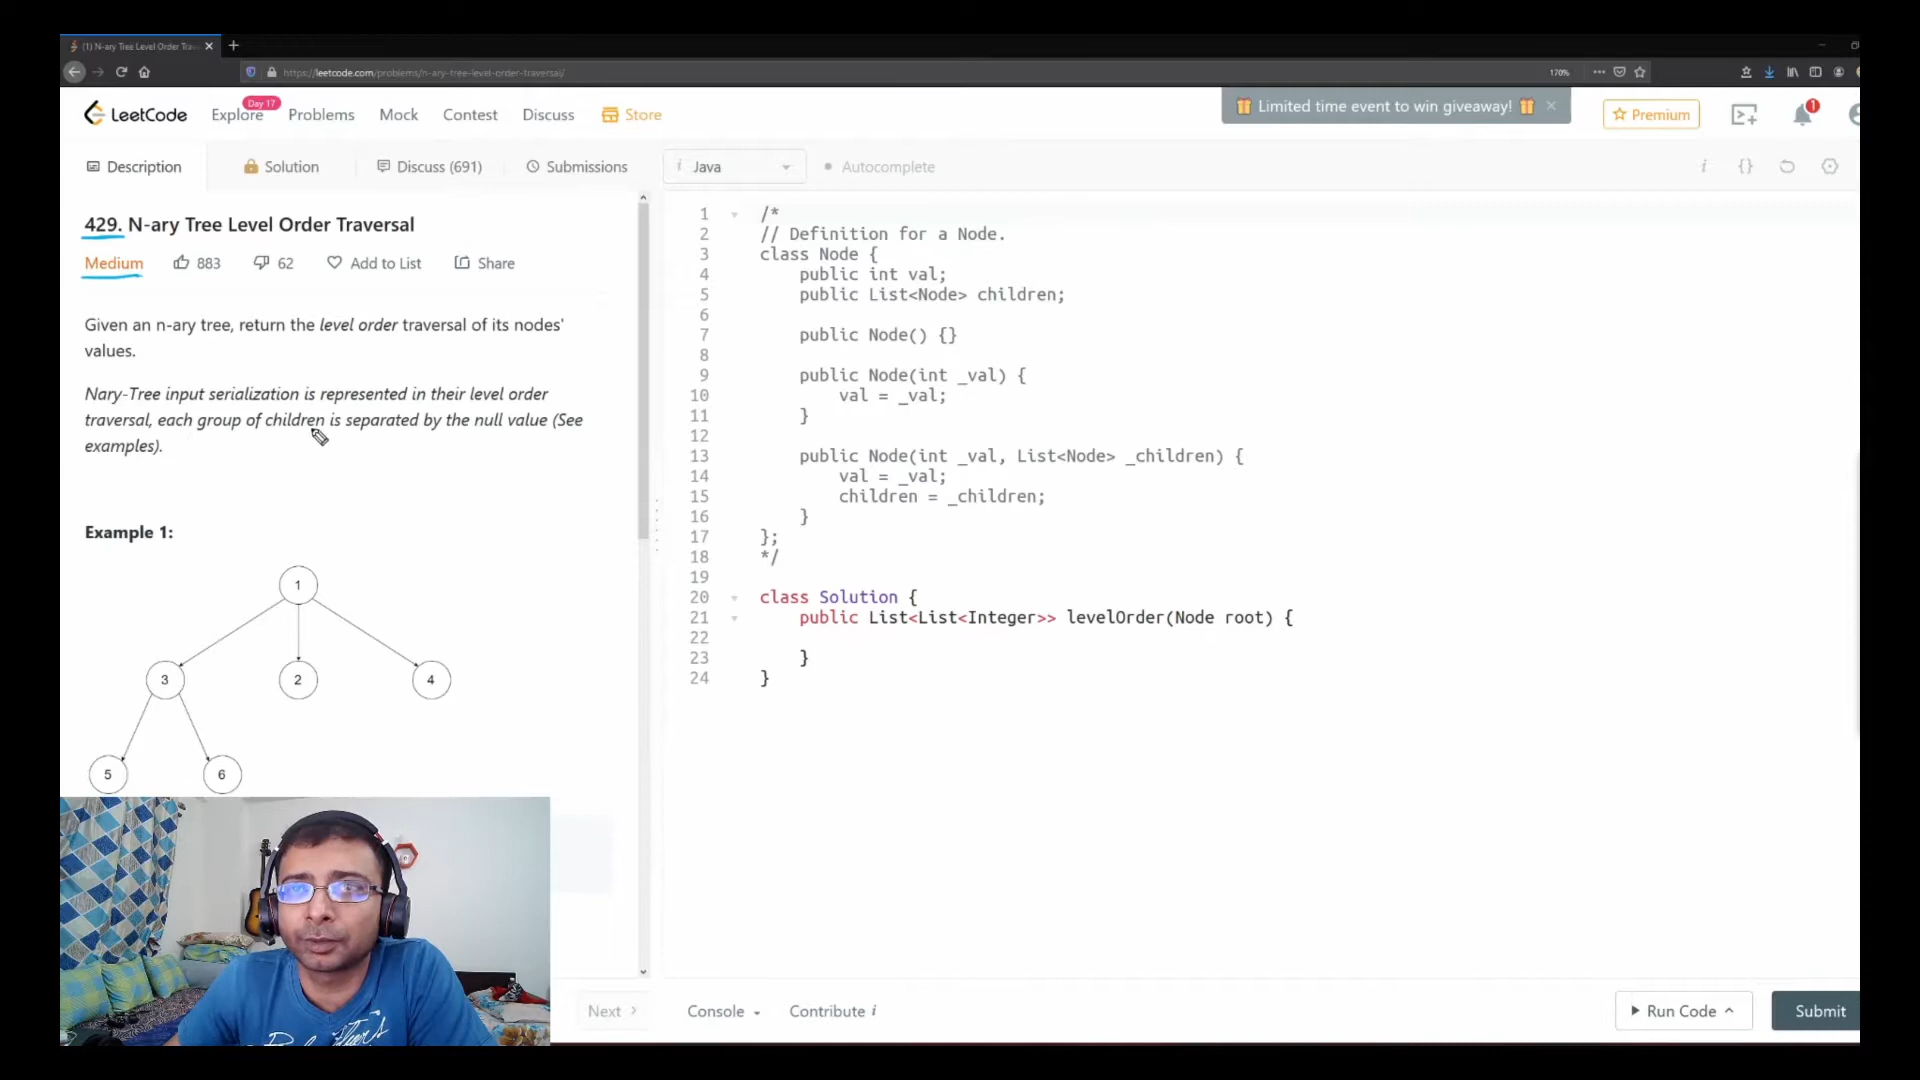 (1) N-ary Tree Level Order Trav
https://leetcode.com/problems/n-ary-tree-level-order-traversal/
170%
LeetCode
Explore
Day 17
Problems
Mock
Contest
Discuss
Store
Limited time event to win giveaway!
Premium
1
Description
Solution
Discuss (691)
Submissions
i Java
Autocomplete
429. N-ary Tree Level Order Traversal
Medium
883
62
Add to List
Share
Given an n-ary tree, return the level order traversal of its nodes'
values.
Nary-Tree input serialization is represented in their level order
traversal, each group of children is separated by the null value (See
examples).
Example 1:
1
3
2
4
5
6
1 /*
2 // Definition for a Node.
3 class Node {
4 public int val;
5 public List<Node> children;
6
7 public Node() {}
8
9 public Node(int _val) {
10 val = _val;
11 }
12
13 public Node(int _val, List<Node> _children) {
14 val = _val;
15 children = _children;
16 }
17 };
18 */
19
20 class Solution {
21 public List<List<Integer>> levelOrder(Node root) {
22
23 }
24 }
Next >
Console
Contribute i
Run Code
Submit